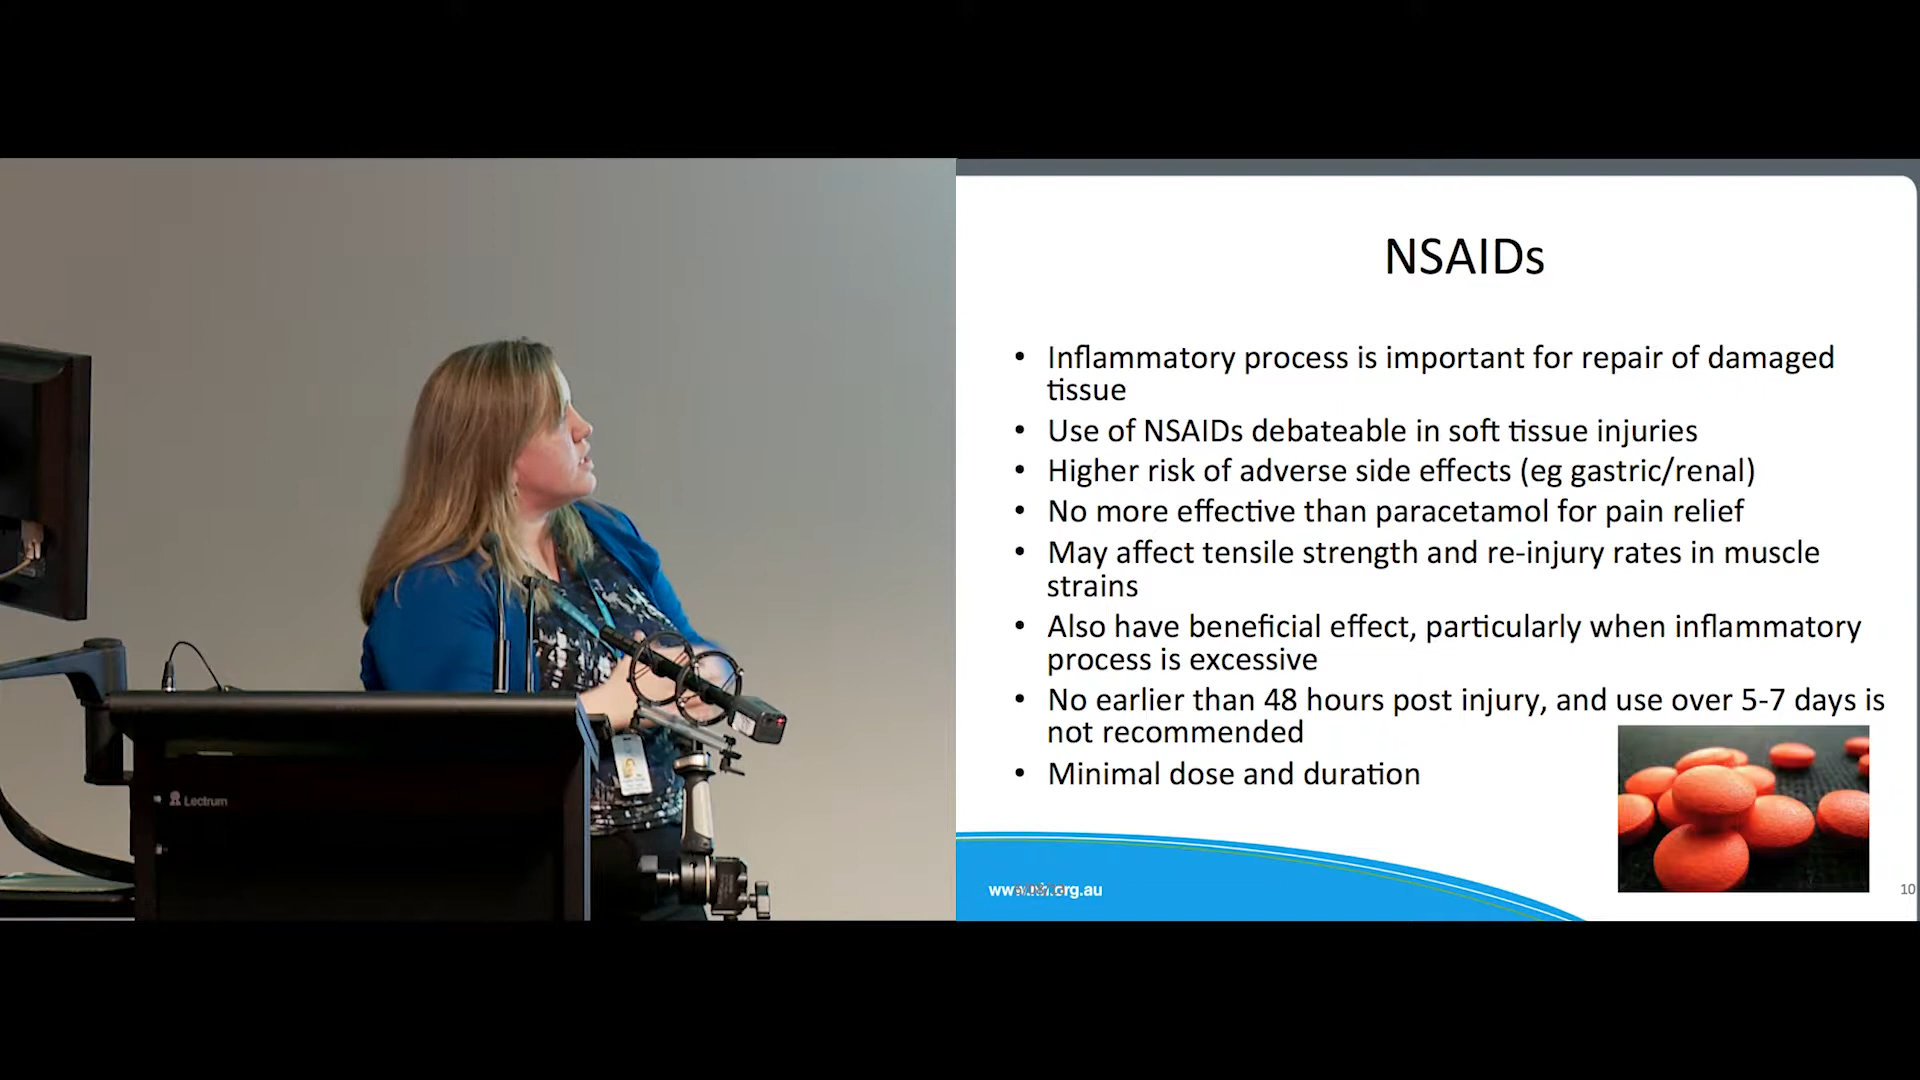 NSAIDs
• Inflammatory process is important for repair of damaged
tissue
• Use of NSAIDs debateable in soft tissue injuries
• Higher risk of adverse side effects (eg gastric/renal)
• No more effective than paracetamol for pain relief
• May affect tensile strength and re-injury rates in muscle
strains
• Also have beneficial effect, particularly when inflammatory
process is excessive
• No earlier than 48 hours post injury, and use over 5-7 days is
not recommended
• Minimal dose and duration
10
Lectrum